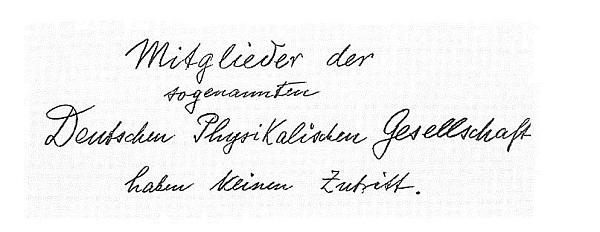 Mitglieder der
sogenannten
Deutschen Physikalischen Gesellschaft
haben keinen Zutritt.